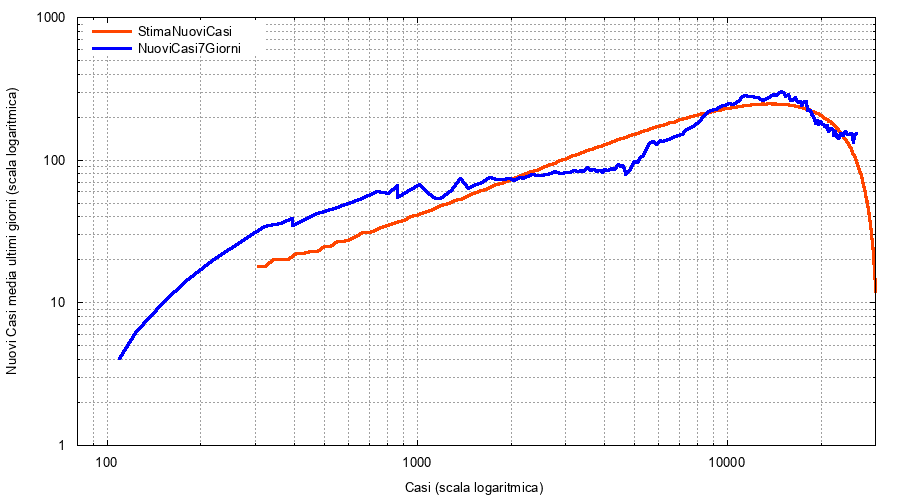 1000
StimaNuoviCasi
NuoviCasi7Giorni
Nuovi Casi media ultimi giorni (scala logaritmica)
100
10
1
100
1000
10000
Casi (scala logaritmica)